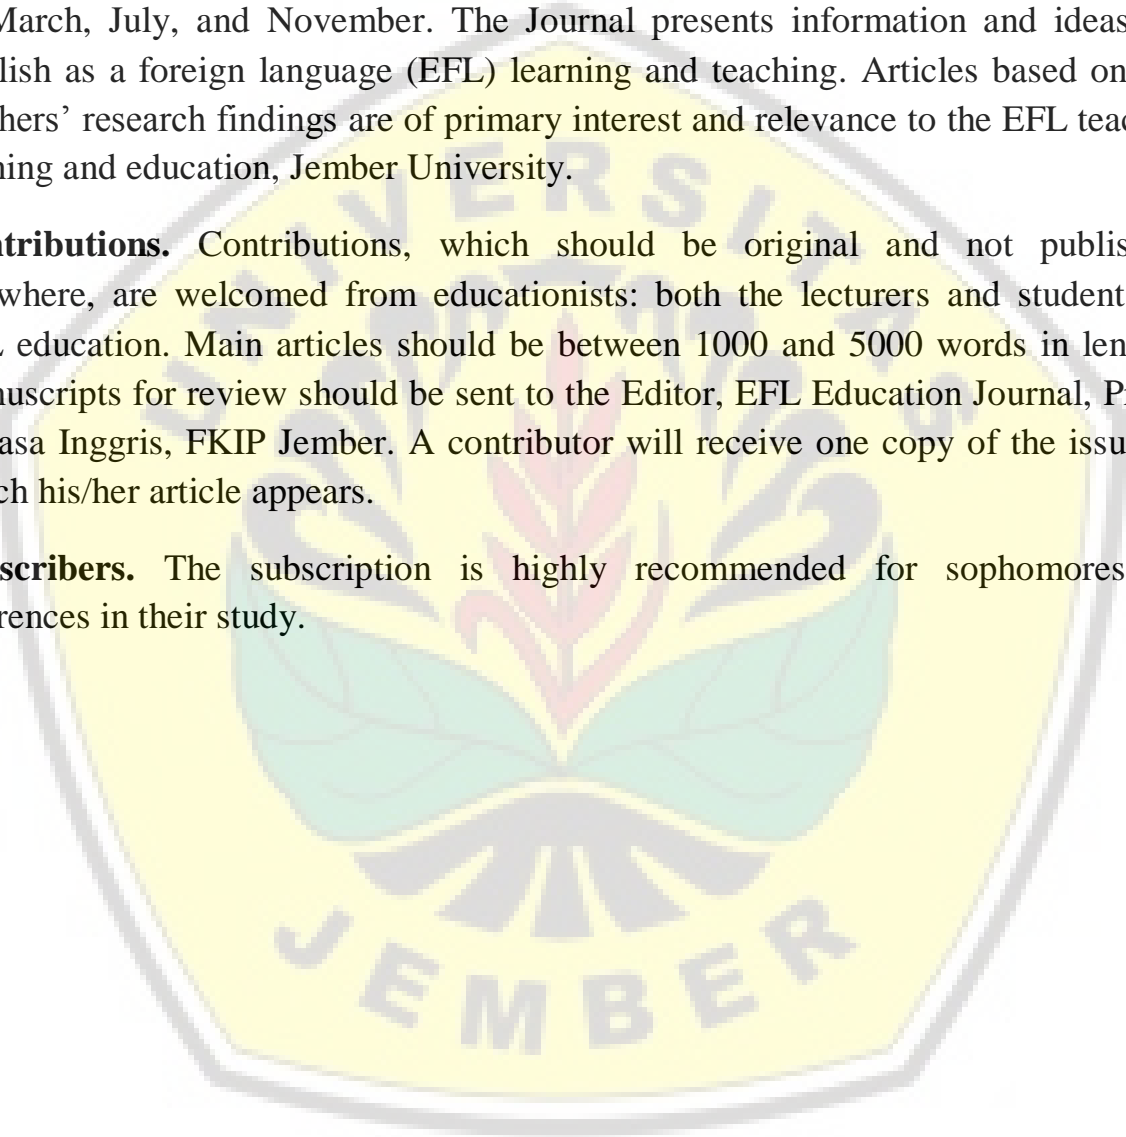 March, July, and November. The Journal presents information and ideas
lish as a foreign language (EFL) learning and teaching. Articles based on
hers’ research findings are of primary interest and relevance to the EFL teac
ning and education, Jember University.
ntributions. Contributions, which should be original and not publis
where, are welcomed from educationists: both the lecturers and student
education. Main articles should be between 1000 and 5000 words in len
nuscripts for review should be sent to the Editor, EFL Education Journal, P
asa Inggris, FKIP Jember. A contributor will receive one copy of the issu
ch his/her article appears.
scribers. The subscription is highly recommended for sophomores
rences in their study.
UNIVERSITAS
JEMBER